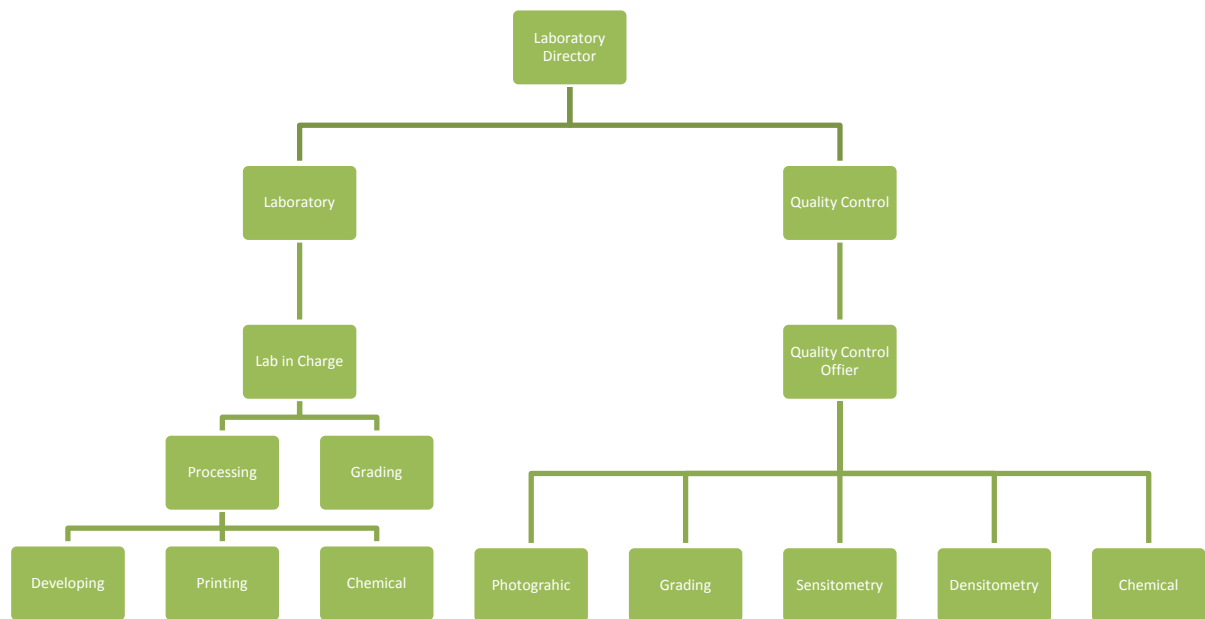 Laboratory
Director
Laboratory
Quality Control
Lab in Charge
Quality Control
Offier
Processing
Grading
Developing
Printing
Chemical
Photograhic
Grading
Sensitometry
Densitometry
Chemical